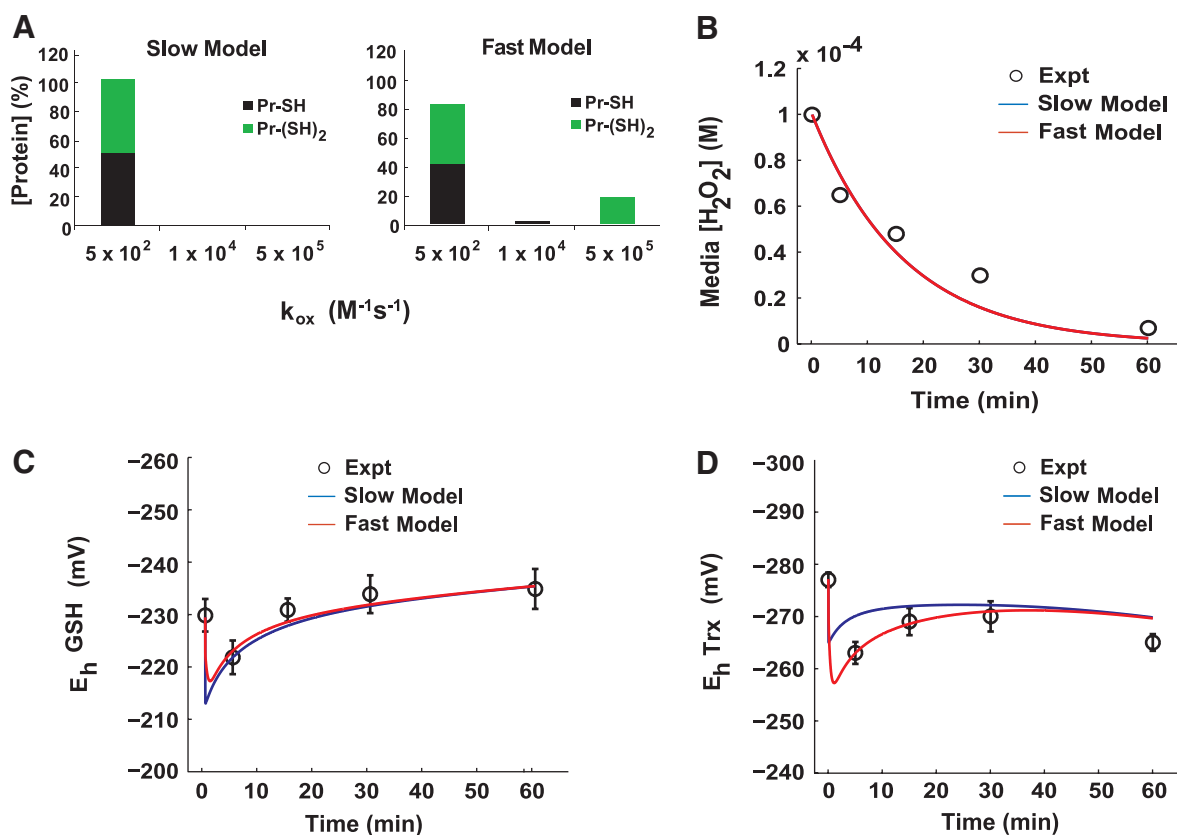 A
Slow Model
Fast Model
[Protein] (%)
120
100
80
60
40
20
0
Pr-SH
Pr-(SH)2
5 x 10^2
1 x 10^4
5 x 10^5
120
100
80
60
40
20
0
Pr-SH
Pr-(SH)2
5 x 10^2
1 x 10^4
5 x 10^5
kox (M^-1s^-1)
B
x 10^-4
Media [H2O2] (M)
1.2
1
0.8
0.6
0.4
0.2
0
Expt
Slow Model
Fast Model
0 10 20 30 40 50 60
Time (min)
C
Eh GSH (mV)
−260
−250
−240
−230
−220
−210
−200
Expt
Slow Model
Fast Model
0 10 20 30 40 50 60
Time (min)
D
Eh Trx (mV)
−300
−290
−280
−270
−260
−250
−240
Expt
Slow Model
Fast Model
0 10 20 30 40 50 60
Time (min)